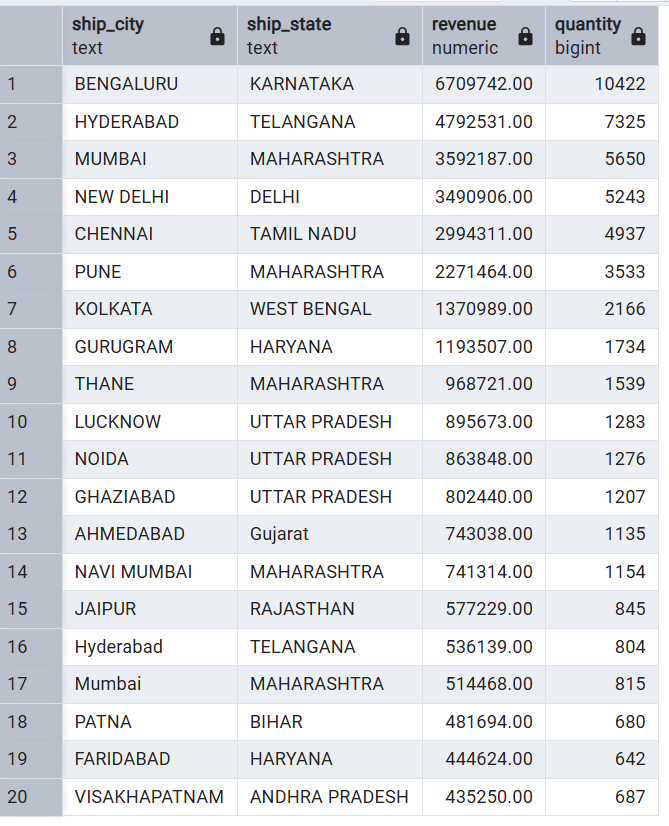 ship_city ship_state revenue quantity
text text numeric bigint
1 BENGALURU KARNATAKA 6709742.00 10422
2 HYDERABAD TELANGANA 4792531.00 7325
3 MUMBAI MAHARASHTRA 3592187.00 5650
4 NEW DELHI DELHI 3490906.00 5243
5 CHENNAI TAMIL NADU 2994311.00 4937
6 PUNE MAHARASHTRA 2271464.00 3533
7 KOLKATA WEST BENGAL 1370989.00 2166
8 GURUGRAM HARYANA 1193507.00 1734
9 THANE MAHARASHTRA 968721.00 1539
10 LUCKNOW UTTAR PRADESH 895673.00 1283
11 NOIDA UTTAR PRADESH 863848.00 1276
12 GHAZIABAD UTTAR PRADESH 802440.00 1207
13 AHMEDABAD Gujarat 743038.00 1135
14 NAVI MUMBAI MAHARASHTRA 741314.00 1154
15 JAIPUR RAJASTHAN 577229.00 845
16 Hyderabad TELANGANA 536139.00 804
17 Mumbai MAHARASHTRA 514468.00 815
18 PATNA BIHAR 481694.00 680
19 FARIDABAD HARYANA 444624.00 642
20 VISAKHAPATNAM ANDHRA PRADESH 435250.00 687